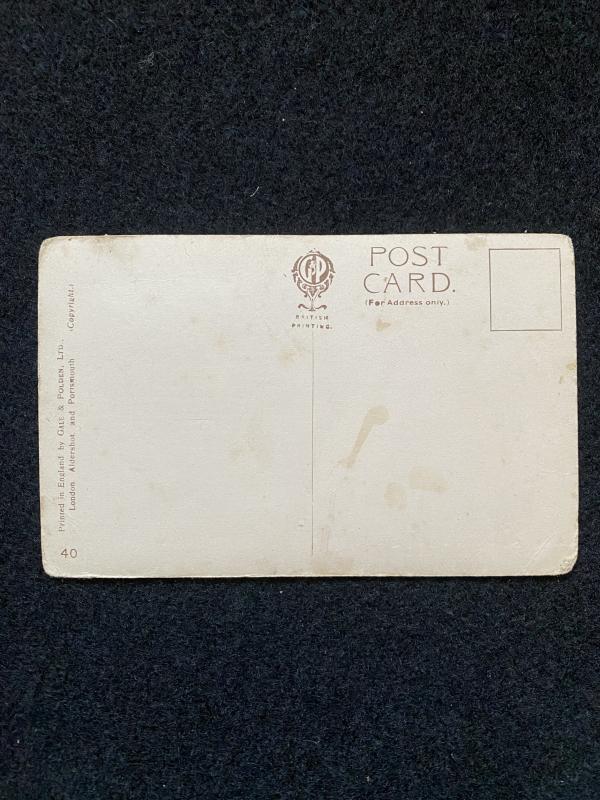 POST
CARD.
(For Address only.)
G&P
BRITISH
PRINTING.
Printed in England by GALE & POLDEN, LTD.,
London Aldershot and Portsmouth (Copyright.)
40